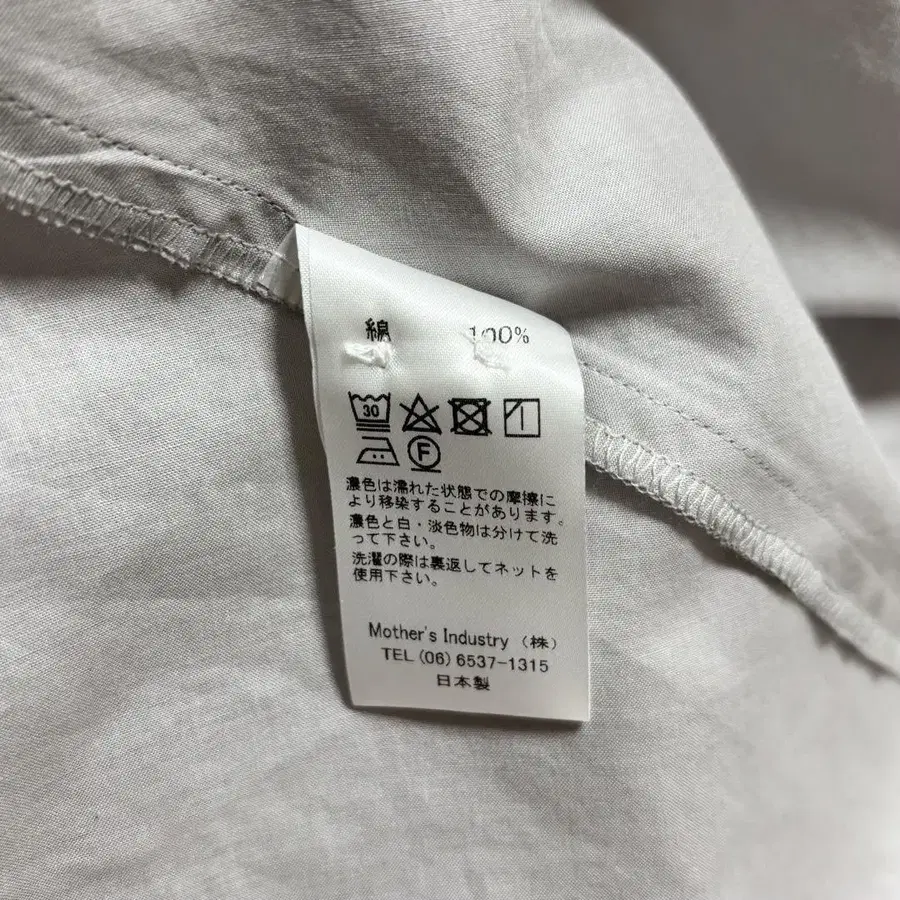 綿 100%
30
F
濃色は濡れた状態での摩擦に
より移染することがあります。
濃色と白・淡色物は分けて洗
って下さい。
洗濯の際は裏返してネットを
使用下さい。
Mother's Industry (株)
TEL (06) 6537-1315
日本製